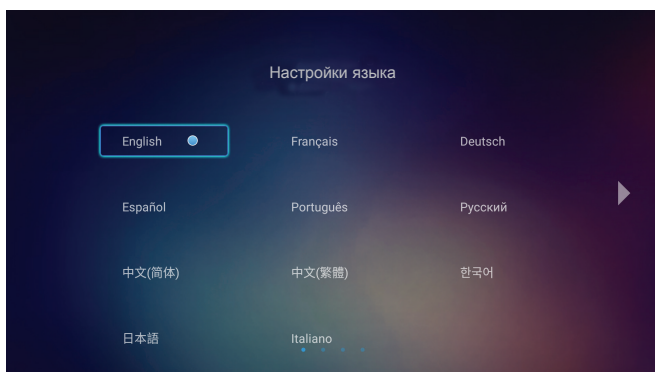 Настройки языка
English Français Deutsch
Español Português Русский
中文(简体) 中文(繁體) 한국어
日本語 Italiano